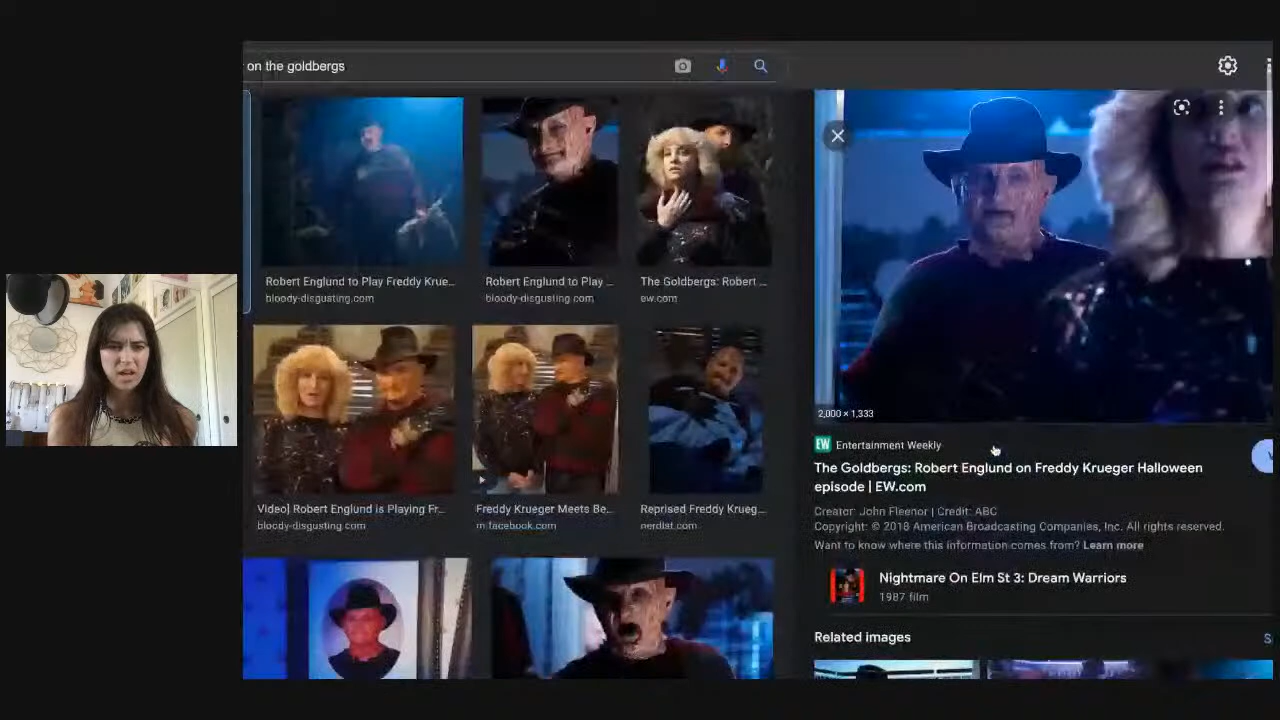 on the goldbergs
Robert Englund to Play Freddy Krue...
bloody-disgusting.com
Robert Englund to Play ...
bloody-disgusting.com
The Goldbergs: Robert ...
ew.com
Video] Robert Englund is Playing Fr...
bloody-disgusting.com
Freddy Krueger Meets Be...
m.facebook.com
Reprised Freddy Krueg...
nerdist.com
2,000 × 1,333
EW Entertainment Weekly
The Goldbergs: Robert Englund on Freddy Krueger Halloween
episode | EW.com
Creator: John Fleenor | Credit: ABC
Copyright: © 2018 American Broadcasting Companies, Inc. All rights reserved.
Want to know where this information comes from? Learn more
Nightmare On Elm St 3: Dream Warriors
1987 film
Related images
S